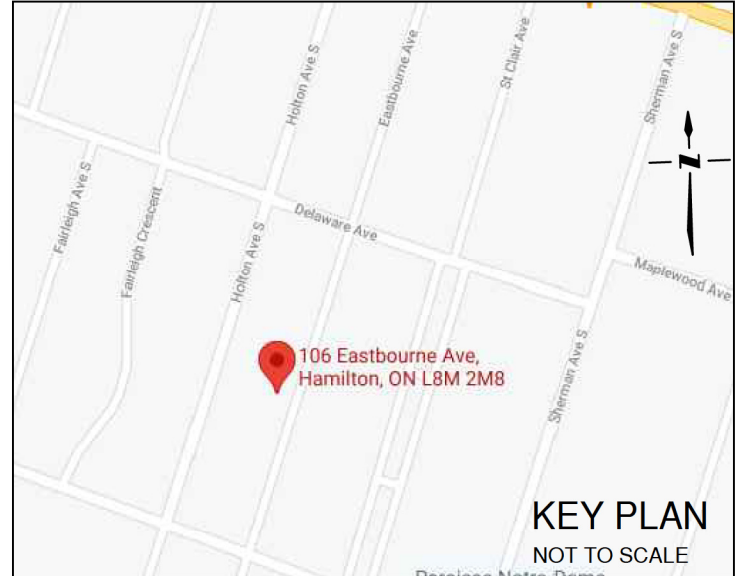 Holton Ave S
Eastbourne Ave
St Clair Ave
Sherman Ave S
Fairleigh Ave S
Fairleigh Crescent
Delaware Ave
Holton Ave S
Maplewood Ave
N
106 Eastbourne Ave,
Hamilton, ON L8M 2M8
Sherman Ave S
KEY PLAN
NOT TO SCALE